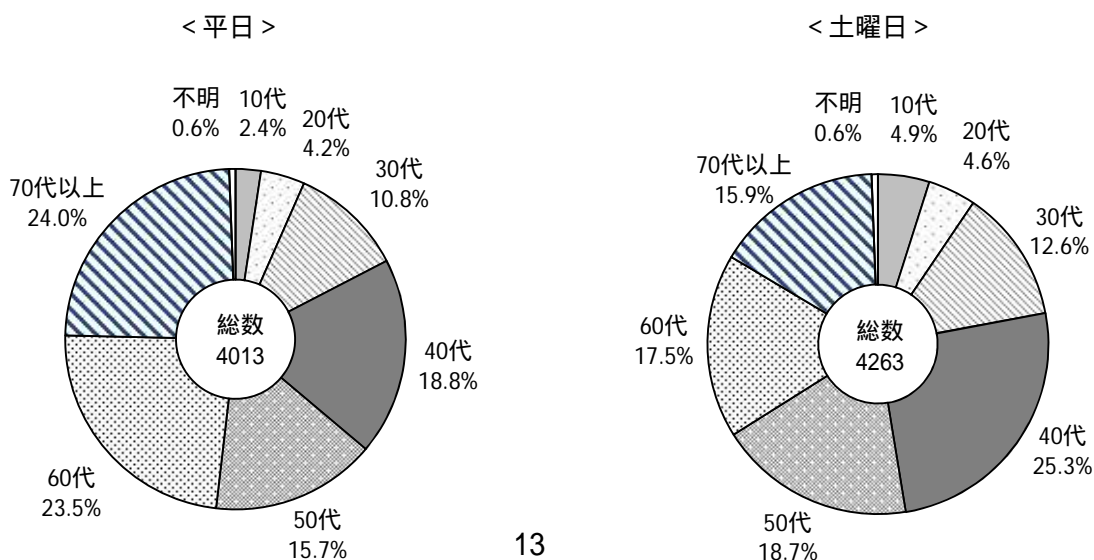 ＜平日＞
不明
0.6%
10代
2.4%
20代
4.2%
30代
10.8%
40代
18.8%
50代
15.7%
60代
23.5%
70代以上
24.0%
総数
4013
＜土曜日＞
不明
0.6%
10代
4.9%
20代
4.6%
30代
12.6%
40代
25.3%
50代
18.7%
60代
17.5%
70代以上
15.9%
総数
4263
13